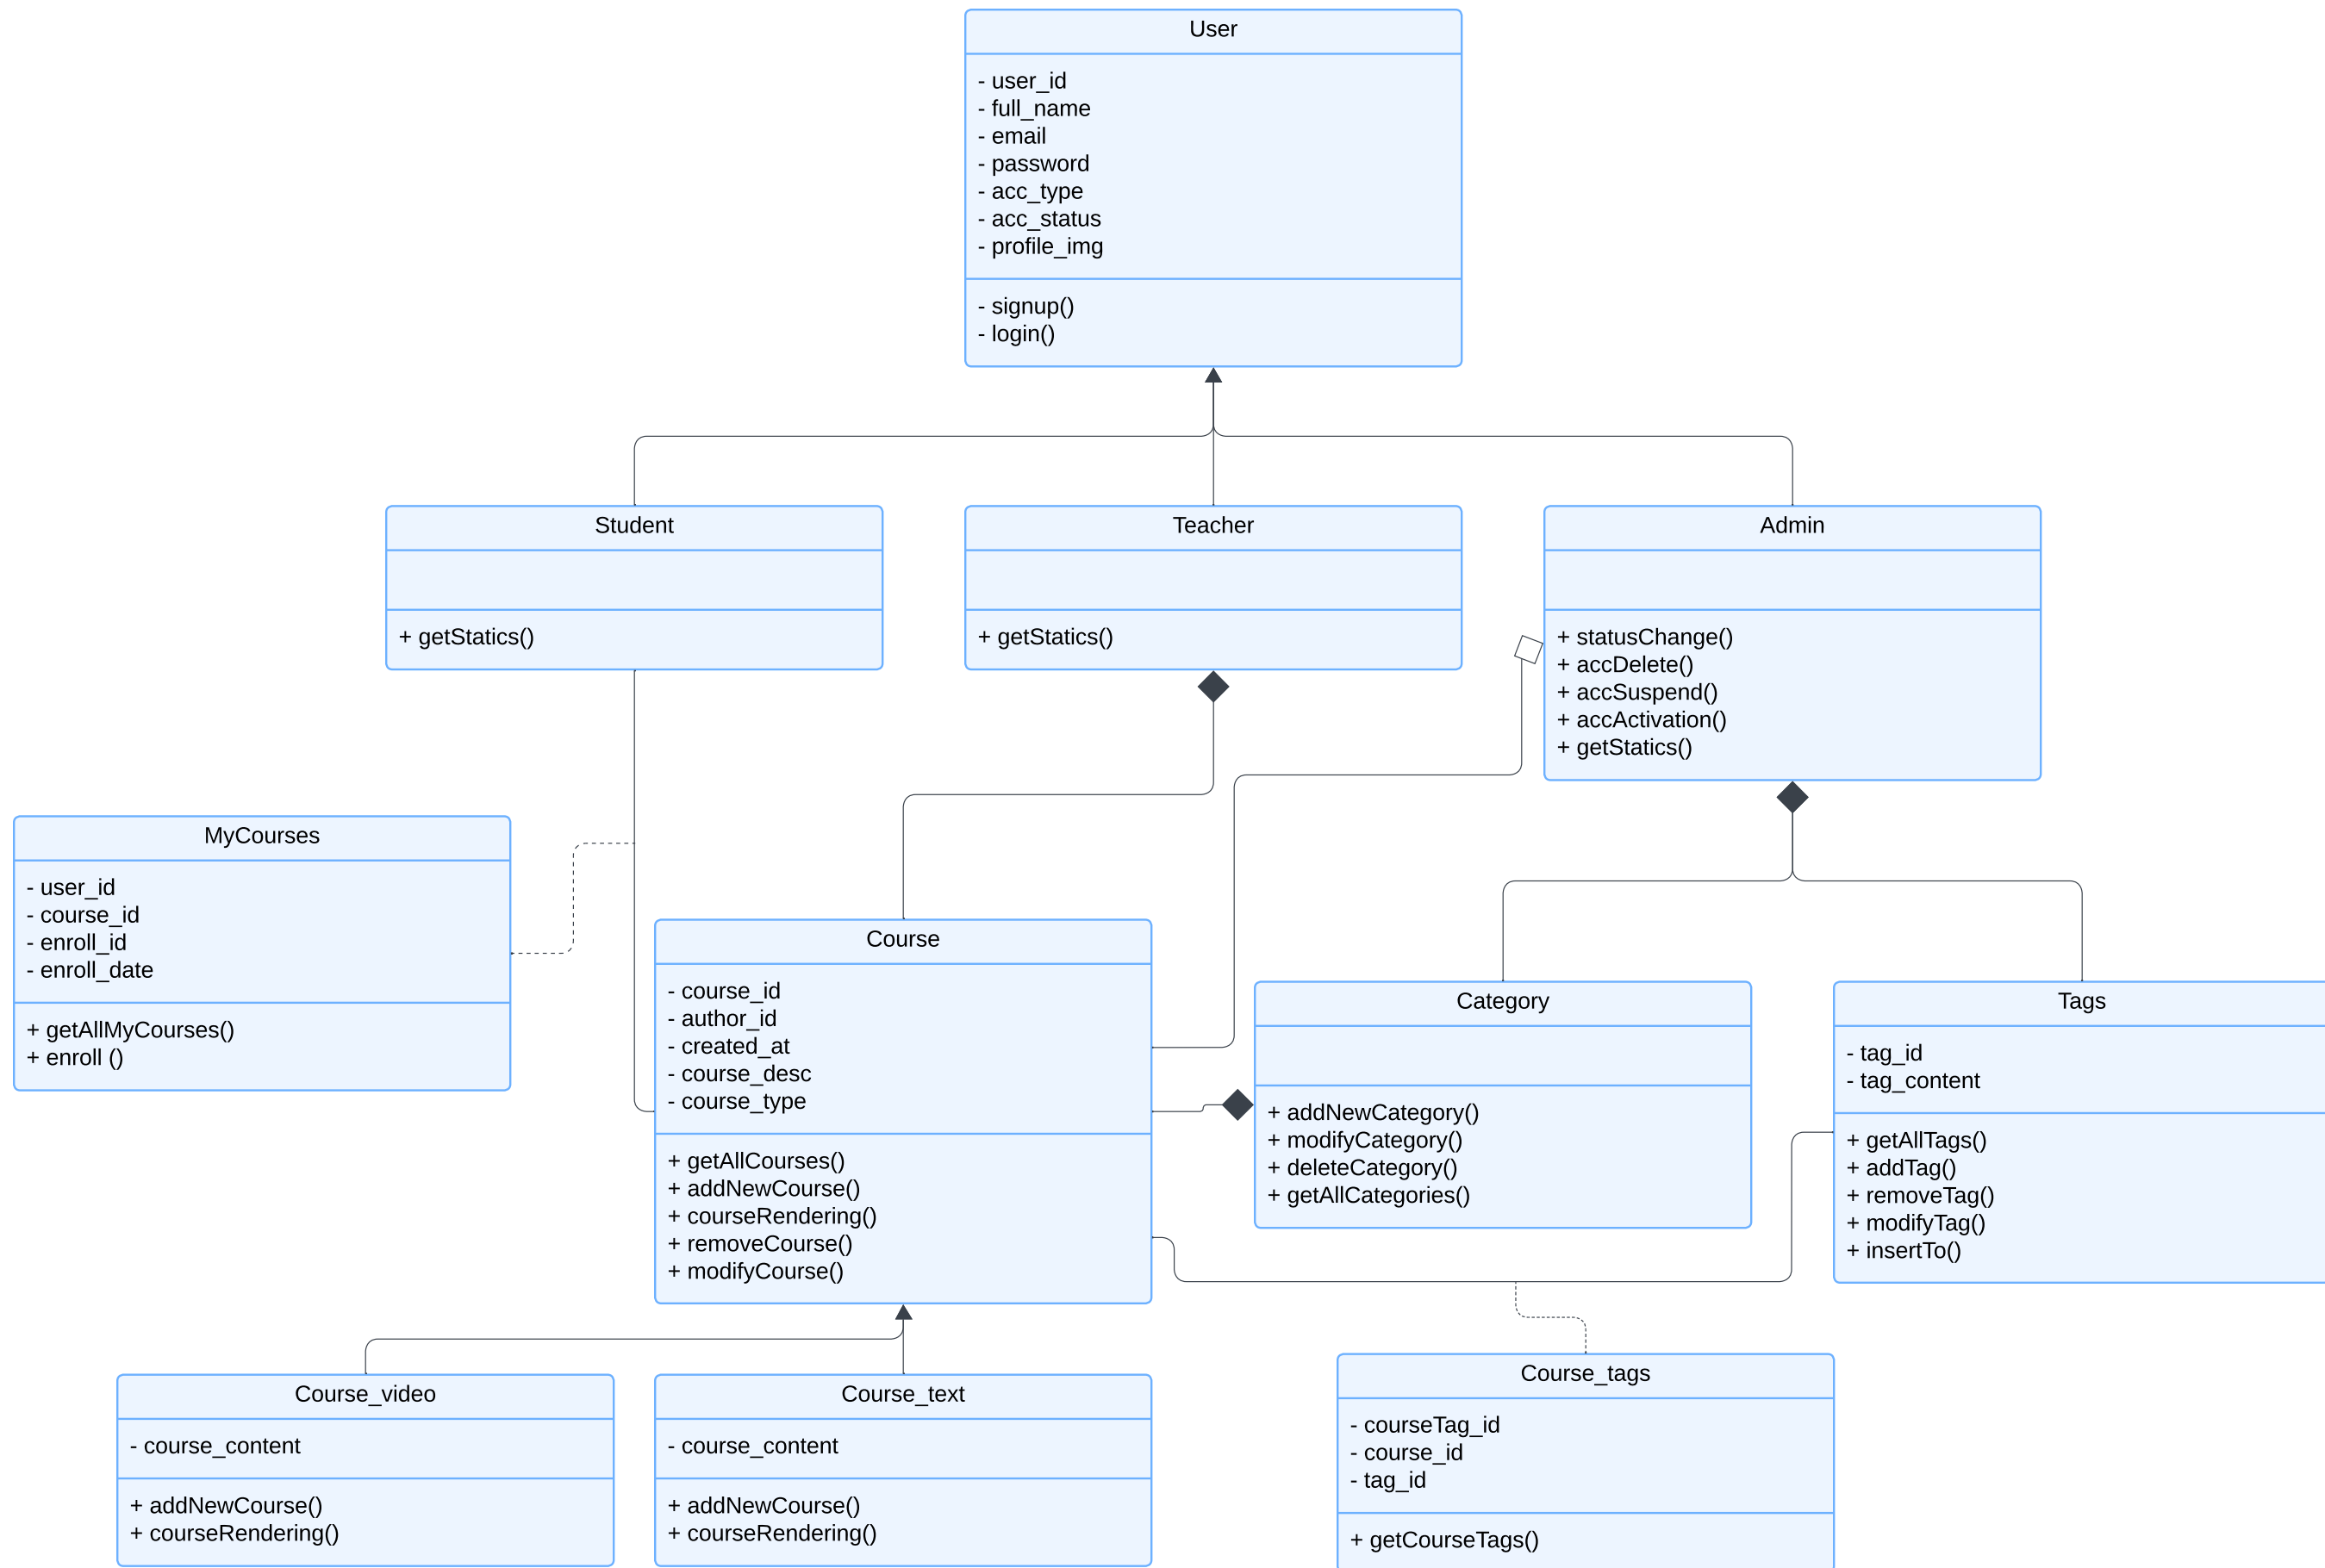 User
- user_id
- full_name
- email
- password
- acc_type
- acc_status
- profile_img
- signup()
- login()
Student
+ getStatics()
Teacher
+ getStatics()
Admin
+ statusChange()
+ accDelete()
+ accSuspend()
+ accActivation()
+ getStatics()
MyCourses
- user_id
- course_id
- enroll_id
- enroll_date
+ getAllMyCourses()
+ enroll ()
Course
- course_id
- author_id
- created_at
- course_desc
- course_type
+ getAllCourses()
+ addNewCourse()
+ courseRendering()
+ removeCourse()
+ modifyCourse()
Category
+ addNewCategory()
+ modifyCategory()
+ deleteCategory()
+ getAllCategories()
Tags
- tag_id
- tag_content
+ getAllTags()
+ addTag()
+ removeTag()
+ modifyTag()
+ insertTo()
Course_video
- course_content
+ addNewCourse()
+ courseRendering()
Course_text
- course_content
+ addNewCourse()
+ courseRendering()
Course_tags
- courseTag_id
- course_id
- tag_id
+ getCourseTags()